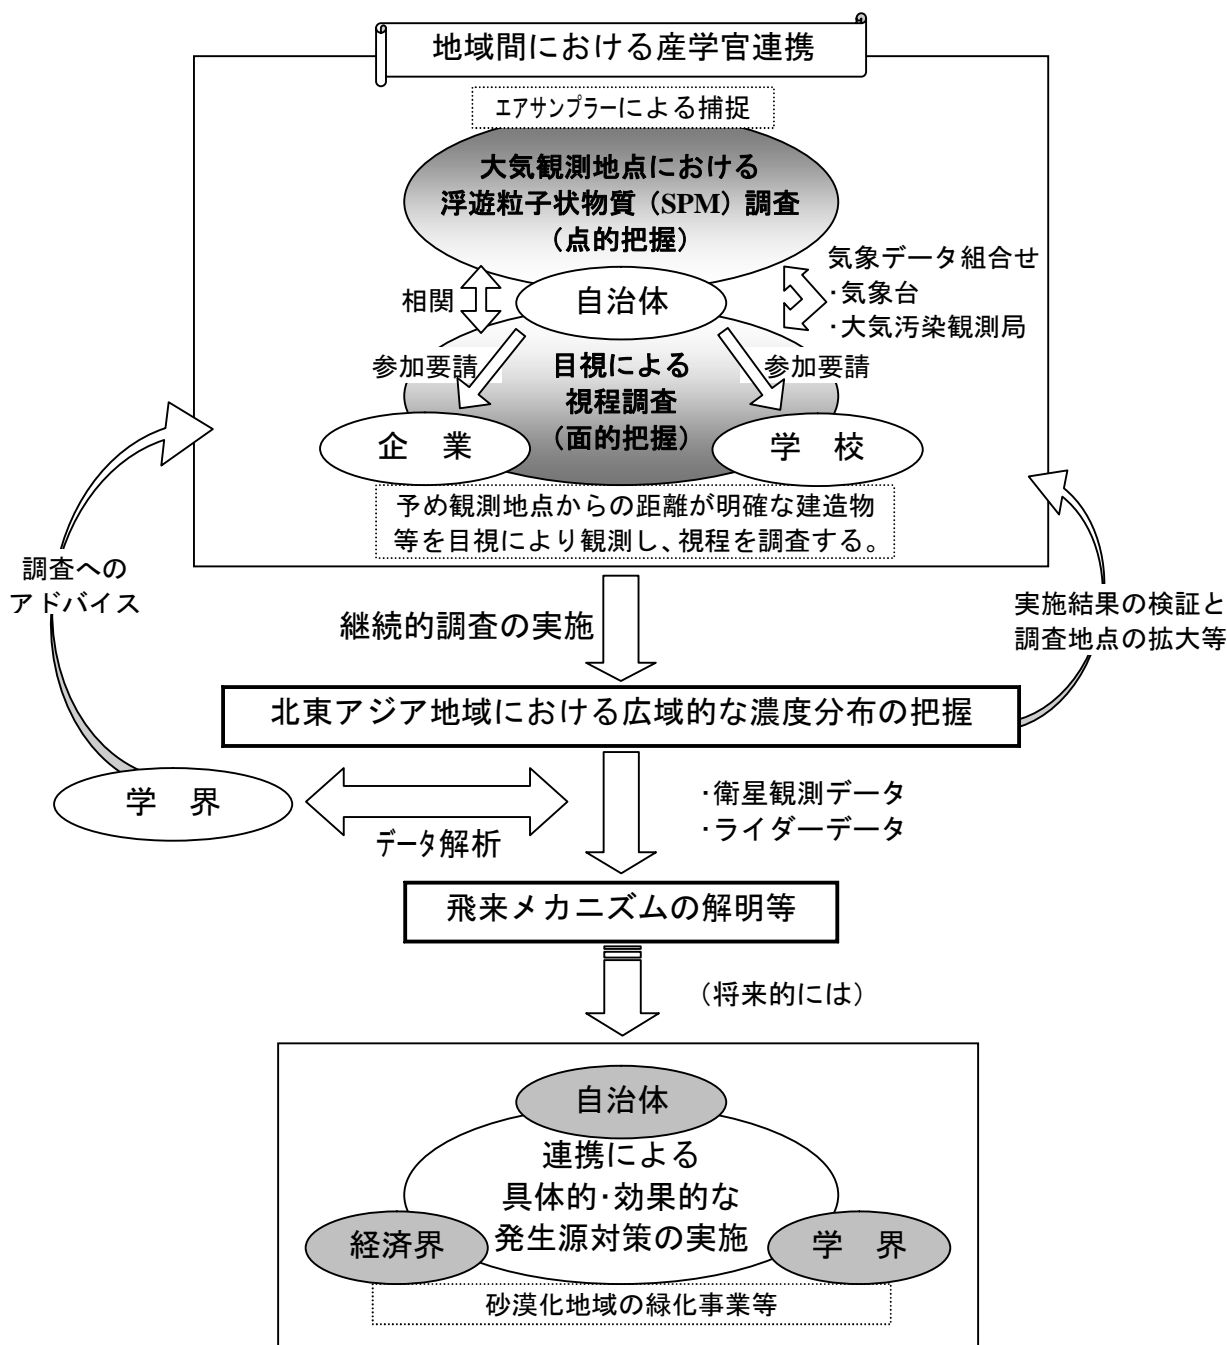 地域間における産学官連携
エアサンプラーによる捕捉
大気観測地点における
浮遊粒子状物質（SPM）調査
（点的把握）
気象データ組合せ
・気象台
・大気汚染観測局
相関
自治体
参加要請
目視による
視程調査
（面的把握）
参加要請
企　業
学　校
予め観測地点からの距離が明確な建造物
等を目視により観測し、視程を調査する。
調査への
アドバイス
継続的調査の実施
実施結果の検証と
調査地点の拡大等
北東アジア地域における広域的な濃度分布の把握
学　界
データ解析
・衛星観測データ
・ライダーデータ
飛来メカニズムの解明等
（将来的には）
自治体
連携による
具体的・効果的な
発生源対策の実施
経済界
学　界
砂漠化地域の緑化事業等